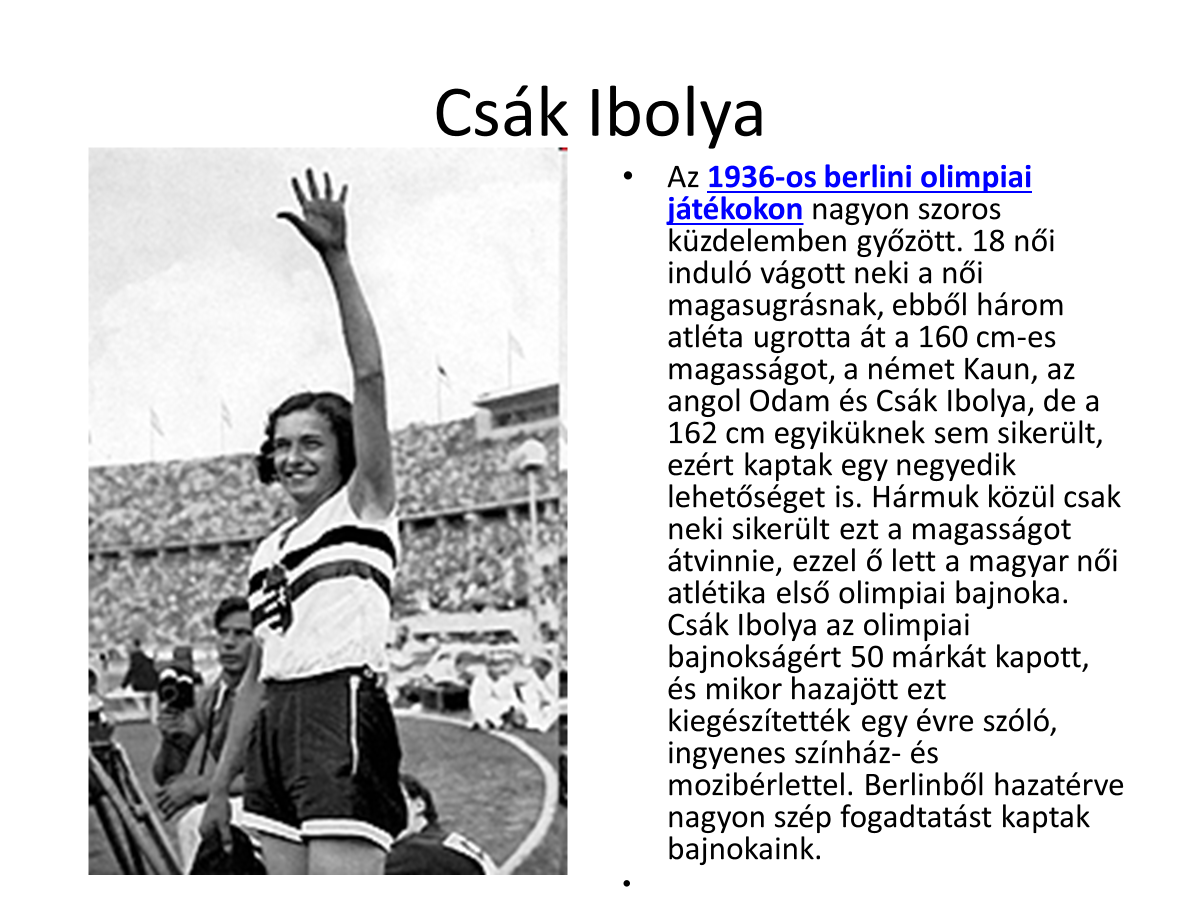 Csák Ibolya
• Az 1936-os berlini olimpiai
játékokon nagyon szoros
küzdelemben győzött. 18 női
induló vágott neki a női
magasugrásnak, ebből három
atléta ugrotta át a 160 cm-es
magasságot, a német Kaun, az
angol Odam és Csák Ibolya, de a
162 cm egyiküknek sem sikerült,
ezért kaptak egy negyedik
lehetőséget is. Hármuk közül csak
neki sikerült ezt a magasságot
átvinnie, ezzel ő lett a magyar női
atlétika első olimpiai bajnoka.
Csák Ibolya az olimpiai
bajnokságért 50 márkát kapott,
és mikor hazajött ezt
kiegészítették egy évre szóló,
ingyenes színház- és
mozibérlettel. Berlinből hazatérve
nagyon szép fogadtatást kaptak
bajnokaink.
•